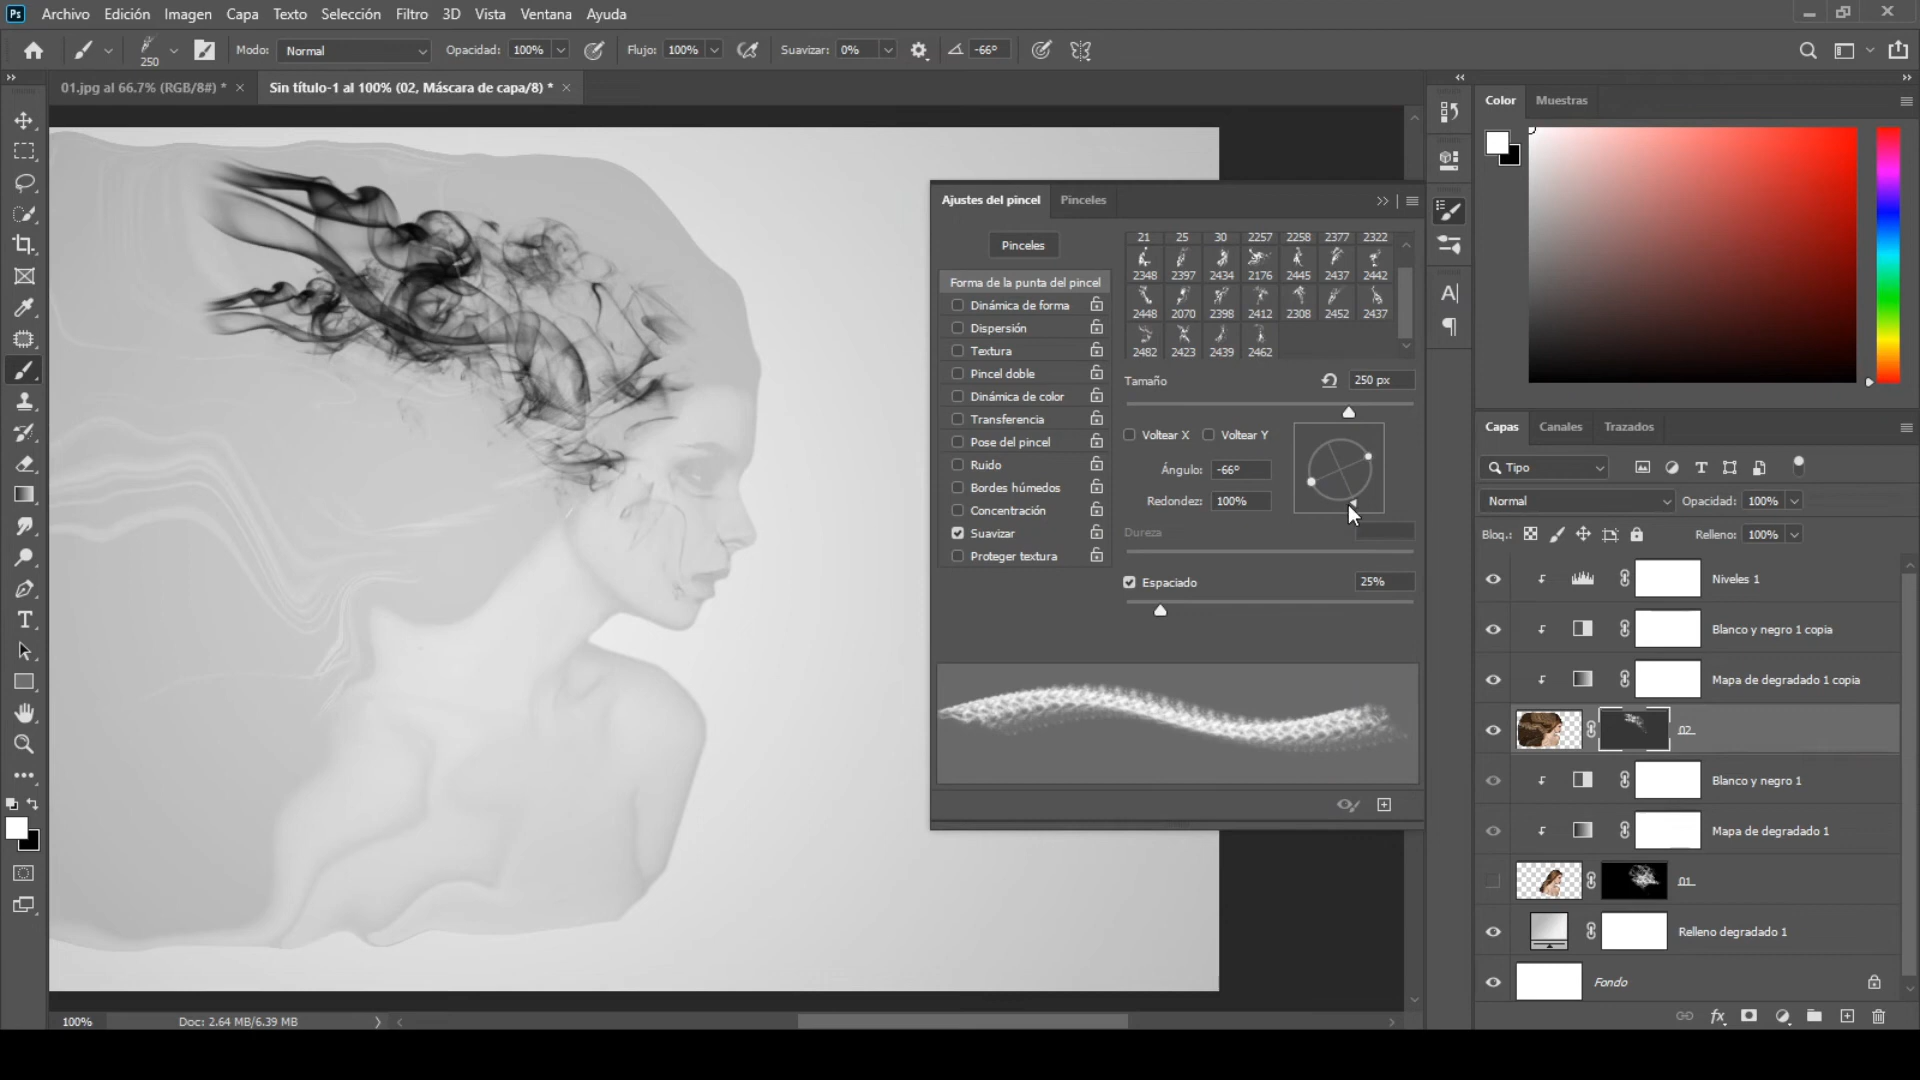 Ps Archivo Edición Imagen Capa Texto Selección Filtro 3D Vista Ventana Ayuda
250 Modo: Normal Opacidad: 100% Flujo: 100% Suavizar: 0% -66°
01.jpg al 66.7% (RGB/8#) * × Sin título-1 al 100% (02, Máscara de capa/8) * ×
Ajustes del pincel Pinceles
Pinceles
Forma de la punta del pincel
Dinámica de forma
Dispersión
Textura
Pincel doble
Dinámica de color
Transferencia
Pose del pincel
Ruido
Bordes húmedos
Concentración
Suavizar
Proteger textura
21 25 30 2257 2258 2377 2322
2348 2397 2434 2176 2445 2437 2442
2448 2070 2398 2412 2308 2452 2437
2482 2423 2439 2462
Tamaño 250 px
Voltear X Voltear Y
Ángulo: -66°
Redondez: 100%
Dureza
Espaciado 25%
Color Muestras
Capas Canales Trazados
Tipo
Normal Opacidad: 100%
Bloq.: Relleno: 100%
Niveles 1
Blanco y negro 1 copia
Mapa de degradado 1 copia
02
Blanco y negro 1
Mapa de degradado 1
01
Relleno degradado 1
Fondo
fx
100% Doc: 2.64 MB/6.39 MB